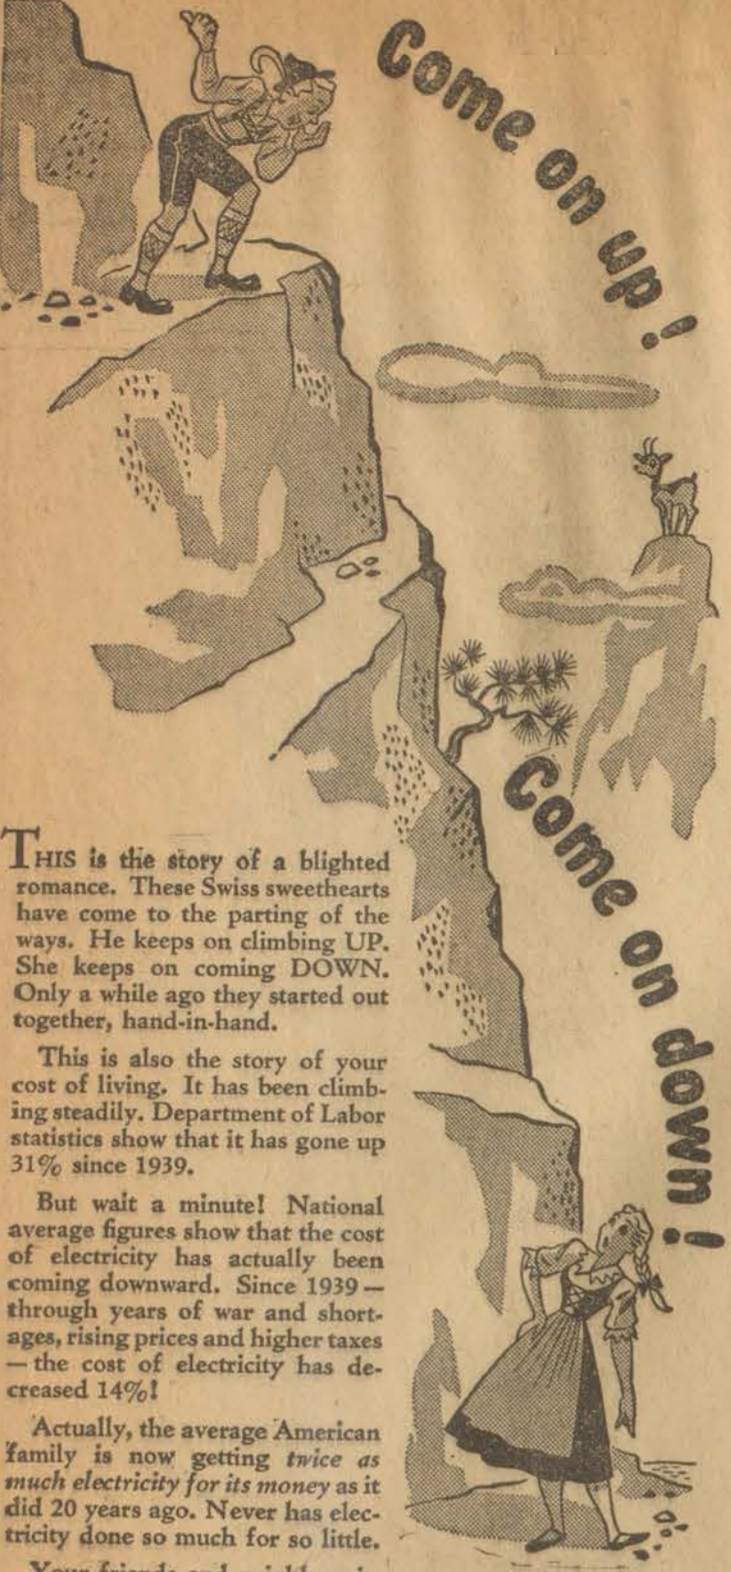 Come on up!
Come on down!
THIS is the story of a blighted
romance. These Swiss sweethearts
have come to the parting of the
ways. He keeps on climbing UP.
She keeps on coming DOWN.
Only a while ago they started out
together, hand-in-hand.
This is also the story of your
cost of living. It has been climb-
ing steadily. Department of Labor
statistics show that it has gone up
31% since 1939.
But wait a minute! National
average figures show that the cost
of electricity has actually been
coming downward. Since 1939 —
through years of war and short-
ages, rising prices and higher taxes
— the cost of electricity has de-
creased 14%!
Actually, the average American
family is now getting twice as
much electricity for its money as it
did 20 years ago. Never has elec-
tricity done so much for so little.
Your friends and